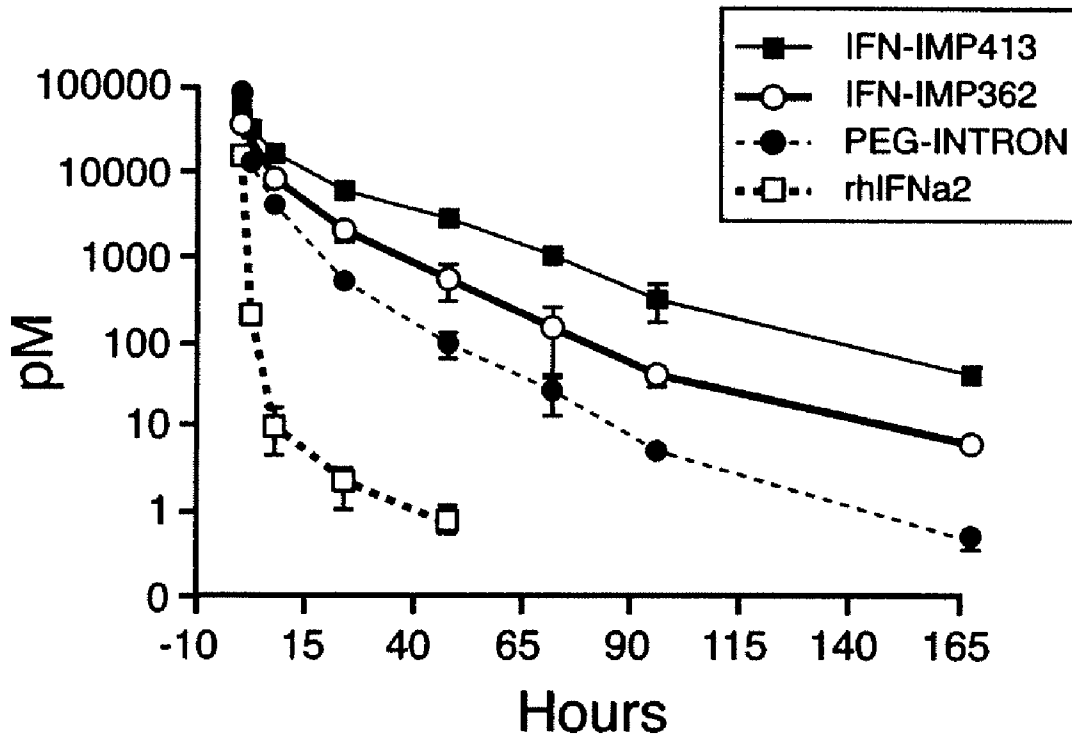 IFN-IMP413
IFN-IMP362
PEG-INTRON
rhIFNa2
100000
10000
1000
100
10
1
0
pM
-10 15 40 65 90 115 140 165
Hours